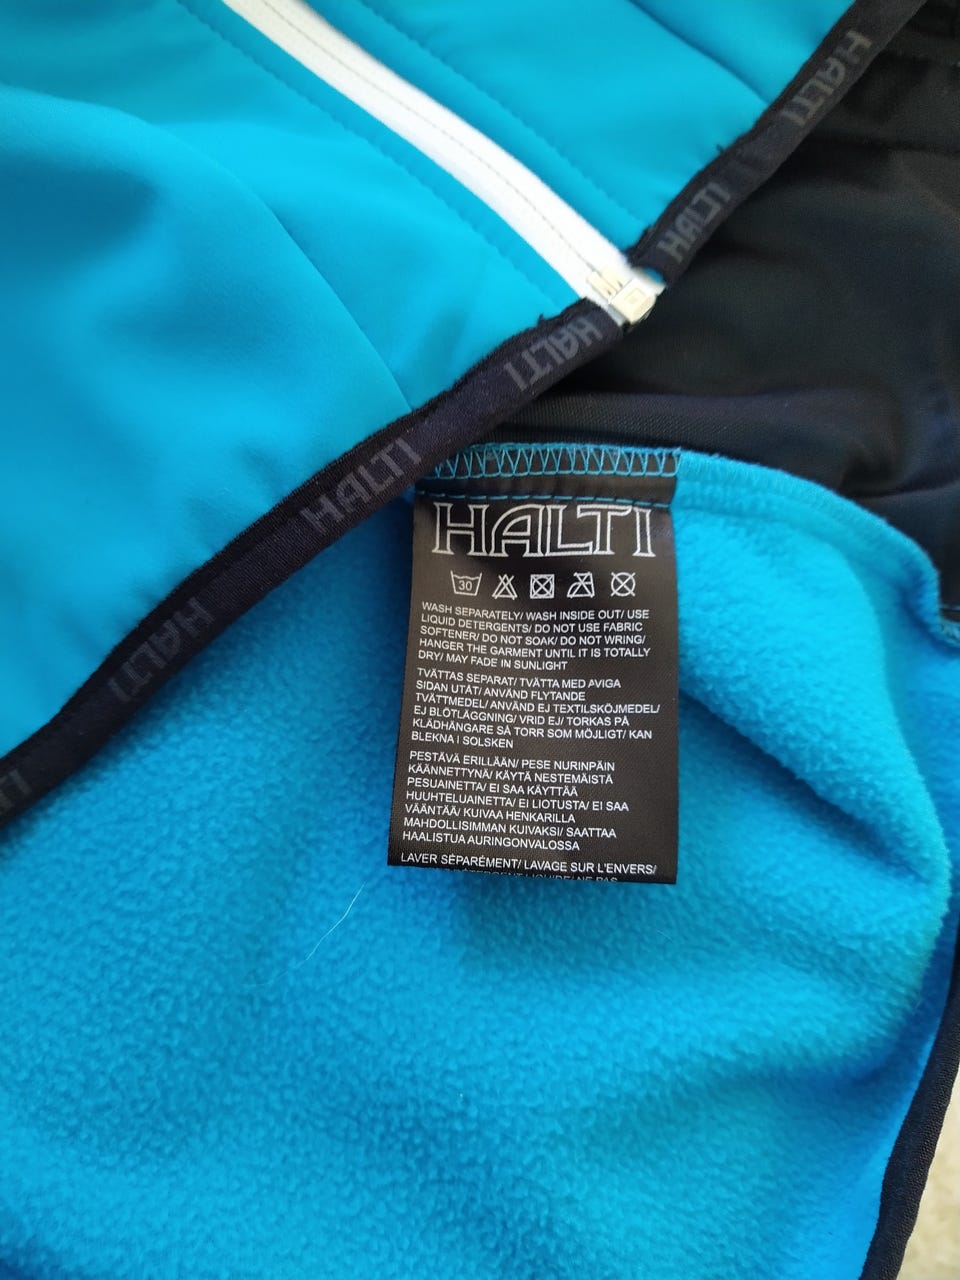 HALTI
HALTI
HALTI
HALTI
HALTI
TI
HALTI
30
WASH SEPARATELY/ WASH INSIDE OUT/ USE
LIQUID DETERGENTS/ DO NOT USE FABRIC
SOFTENER/ DO NOT SOAK/ DO NOT WRING/
HANGER THE GARMENT UNTIL IT IS TOTALLY
DRY/ MAY FADE IN SUNLIGHT
TVÄTTAS SEPARAT/ TVÄTTA MED AVIGA
SIDAN UTÅT/ ANVÄND FLYTANDE
TVÄTTMEDEL/ ANVÄND EJ TEXTILSKÖJMEDEL/
EJ BLÖTLÄGGNING/ VRID EJ/ TORKAS PÅ
KLÄDHÄNGARE SÅ TORR SOM MÖJLIGT/ KAN
BLEKNA I SOLSKEN
PESTÄVÄ ERILLÄÄN/ PESE NURINPÄIN
KÄÄNNETTYNÄ/ KÄYTÄ NESTEMÄISTÄ
PESUAINETTA/ EI SAA KÄYTTÄÄ
HUUHTELUAINETTA/ EI LIOTUSTA/ EI SAA
VÄÄNTÄÄ/ KUIVAA HENKARILLA
MAHDOLLISIMMAN KUIVAKSI/ SAATTAA
HAALISTUA AURINGONVALOSSA
LAVER SÉPARÉMENT/ LAVAGE SUR L'ENVERS/